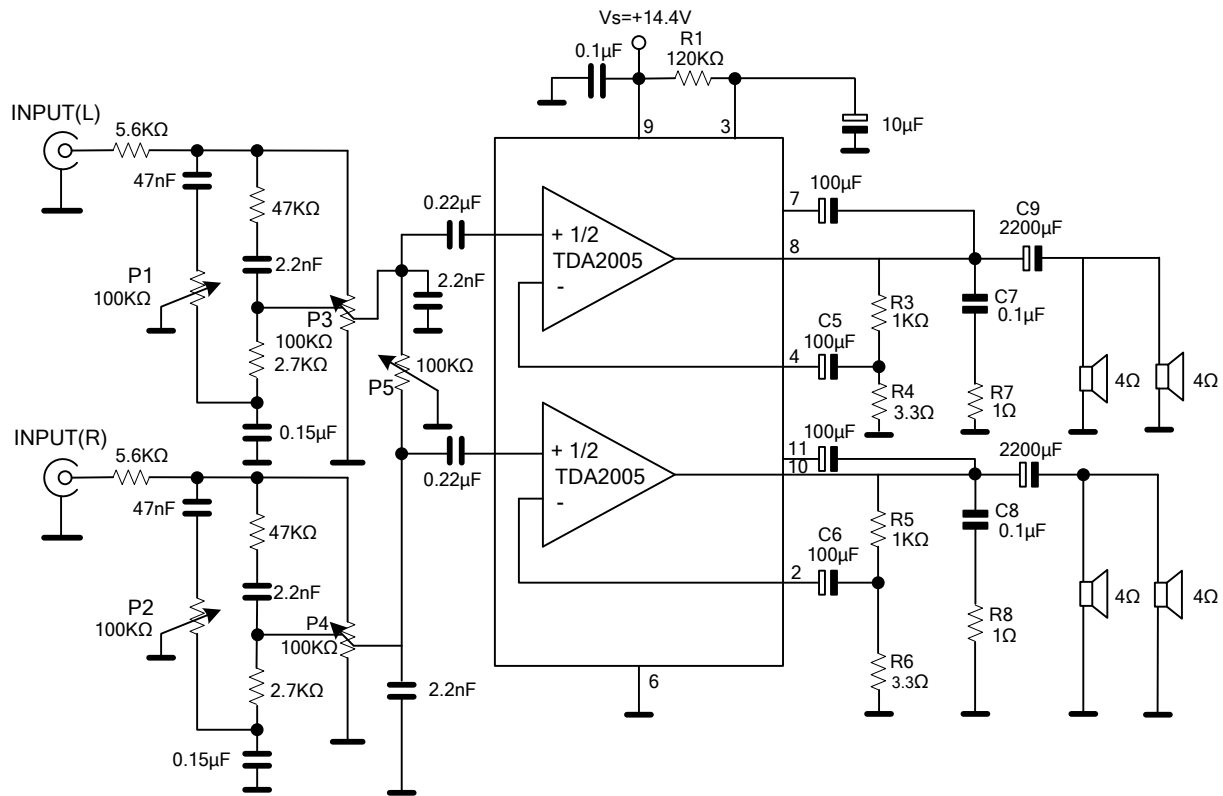 Vs=+14.4V
0.1µF
R1
120KΩ
9
3
10µF
INPUT(L)
5.6KΩ
47nF
47KΩ
2.2nF
P1
100KΩ
P3
100KΩ
2.7KΩ
0.15µF
0.22µF
2.2nF
100KΩ
P5
+ 1/2
TDA2005
-
7
100µF
8
C9
2200µF
R3
1KΩ
C7
0.1µF
C5
100µF
4
R4
3.3Ω
R7
1Ω
4Ω
4Ω
INPUT(R)
5.6KΩ
47nF
47KΩ
2.2nF
P2
100KΩ
P4
100KΩ
2.7KΩ
0.15µF
0.22µF
2.2nF
+ 1/2
TDA2005
-
11
100µF
10
2200µF
R5
1KΩ
C8
0.1µF
C6
100µF
2
R6
3.3Ω
R8
1Ω
4Ω
4Ω
6